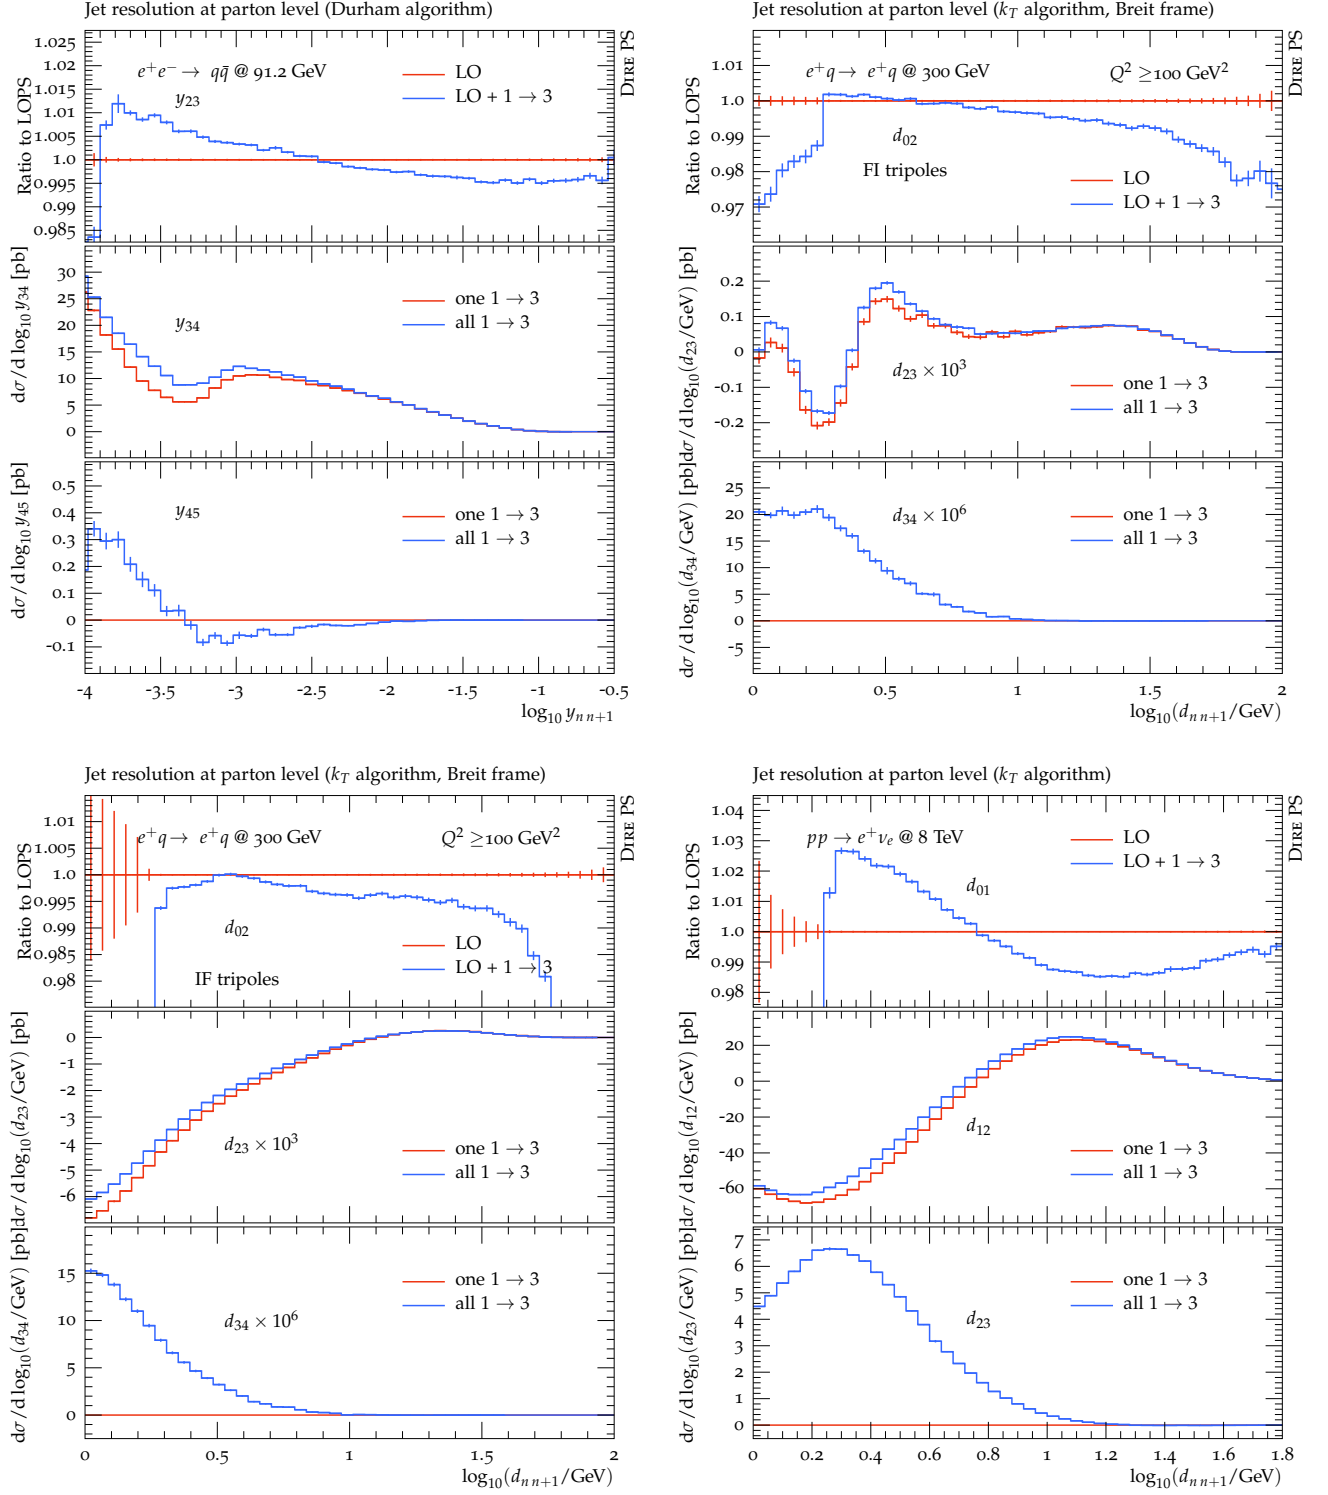 Jet resolution at parton level (Durham algorithm)
DIRE PS
Ratio to LOPS
1.025
1.02
1.015
1.01
1.005
1.0
0.995
0.99
0.985
e⁺e⁻ → qq̄ @ 91.2 GeV
y₂₃
LO
LO + 1 → 3
dσ/d log₁₀ y₃₄ [pb]
30
25
20
15
10
5
0
y₃₄
one 1 → 3
all 1 → 3
dσ/d log₁₀ y₄₅ [pb]
0.5
0.4
0.3
0.2
0.1
0
-0.1
y₄₅
one 1 → 3
all 1 → 3
-4 -3.5 -3 -2.5 -2 -1.5 -1 -0.5
log₁₀ yₙ ₙ₊₁
Jet resolution at parton level (k_T algorithm, Breit frame)
DIRE PS
Ratio to LOPS
1.01
1.0
0.99
0.98
0.97
e⁺q → e⁺q @ 300 GeV Q² ≥100 GeV²
d₀₂
FI tripoles
LO
LO + 1 → 3
dσ/d log₁₀(d₂₃/GeV) [pb]
0.2
0.1
0
-0.1
-0.2
d₂₃ × 10³
one 1 → 3
all 1 → 3
dσ/d log₁₀(d₃₄/GeV) [pb]
25
20
15
10
5
0
-5
d₃₄ × 10⁶
one 1 → 3
all 1 → 3
0 0.5 1 1.5 2
log₁₀(dₙ ₙ₊₁/GeV)
Jet resolution at parton level (k_T algorithm, Breit frame)
DIRE PS
Ratio to LOPS
1.01
1.005
1.0
0.995
0.99
0.985
0.98
e⁺q → e⁺q @ 300 GeV Q² ≥100 GeV²
d₀₂
IF tripoles
LO
LO + 1 → 3
dσ/d log₁₀(d₂₃/GeV) [pb]
0
-1
-2
-3
-4
-5
-6
d₂₃ × 10³
one 1 → 3
all 1 → 3
dσ/d log₁₀(d₃₄/GeV) [pb]
15
10
5
0
d₃₄ × 10⁶
one 1 → 3
all 1 → 3
0 0.5 1 1.5 2
log₁₀(dₙ ₙ₊₁/GeV)
Jet resolution at parton level (k_T algorithm)
DIRE PS
Ratio to LOPS
1.04
1.03
1.02
1.01
1.0
0.99
0.98
pp → e⁺νₑ @ 8 TeV
d₀₁
LO
LO + 1 → 3
dσ/d log₁₀(d₁₂/GeV) [pb]
20
0
-20
-40
-60
d₁₂
one 1 → 3
all 1 → 3
dσ/d log₁₀(d₂₃/GeV) [pb]
7
6
5
4
3
2
1
0
d₂₃
one 1 → 3
all 1 → 3
0 0.2 0.4 0.6 0.8 1 1.2 1.4 1.6 1.8
log₁₀(dₙ ₙ₊₁/GeV)